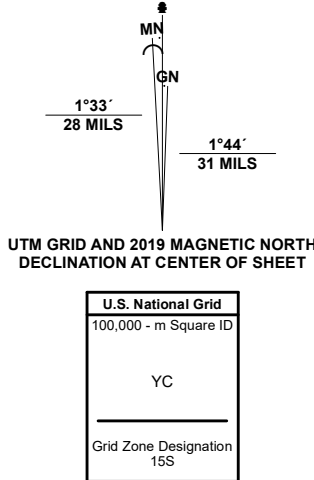 MN
GN
1°33´
28 MILS
1°44´
31 MILS
UTM GRID AND 2019 MAGNETIC NORTH
DECLINATION AT CENTER OF SHEET
U.S. National Grid
100,000 - m Square ID
YC
Grid Zone Designation
15S